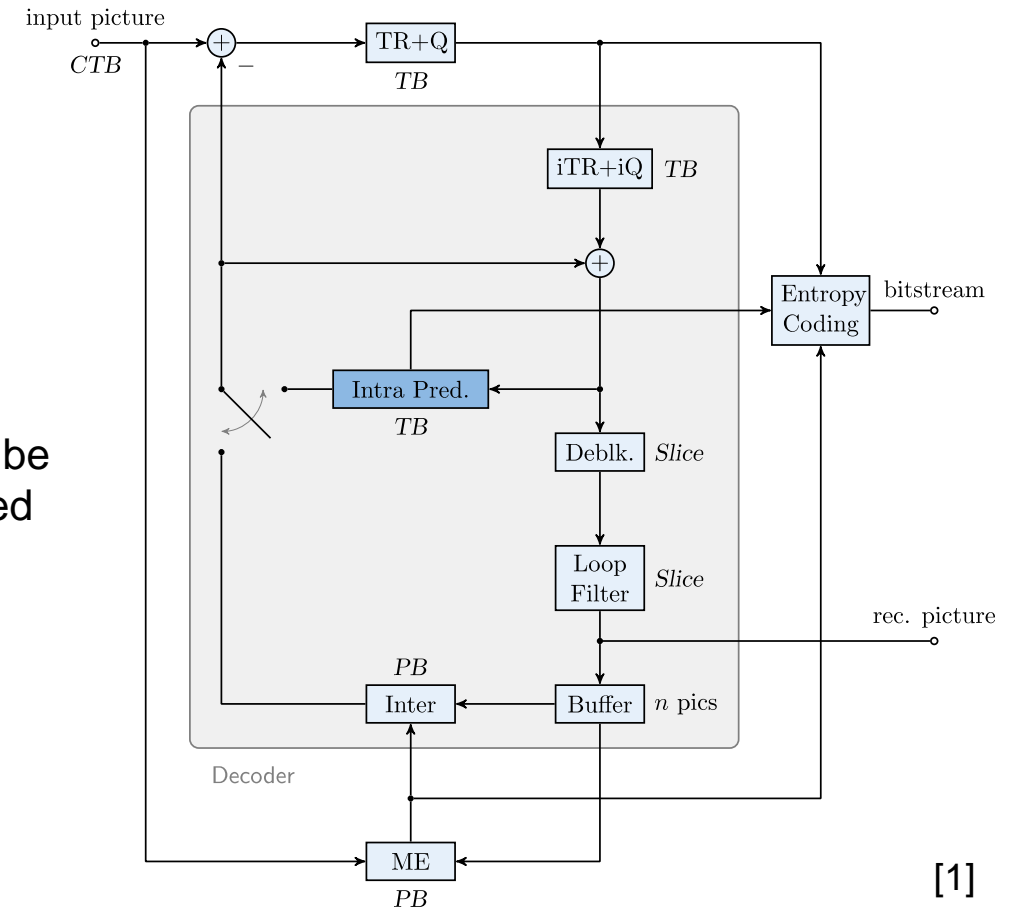 input picture
CTB
+
−
TR+Q
TB
iTR+iQ
TB
+
Entropy
Coding
bitstream
Intra Pred.
TB
be
ed
Deblk.
Slice
Loop
Filter
Slice
rec. picture
PB
Inter
Buffer
n pics
Decoder
ME
PB
[1]